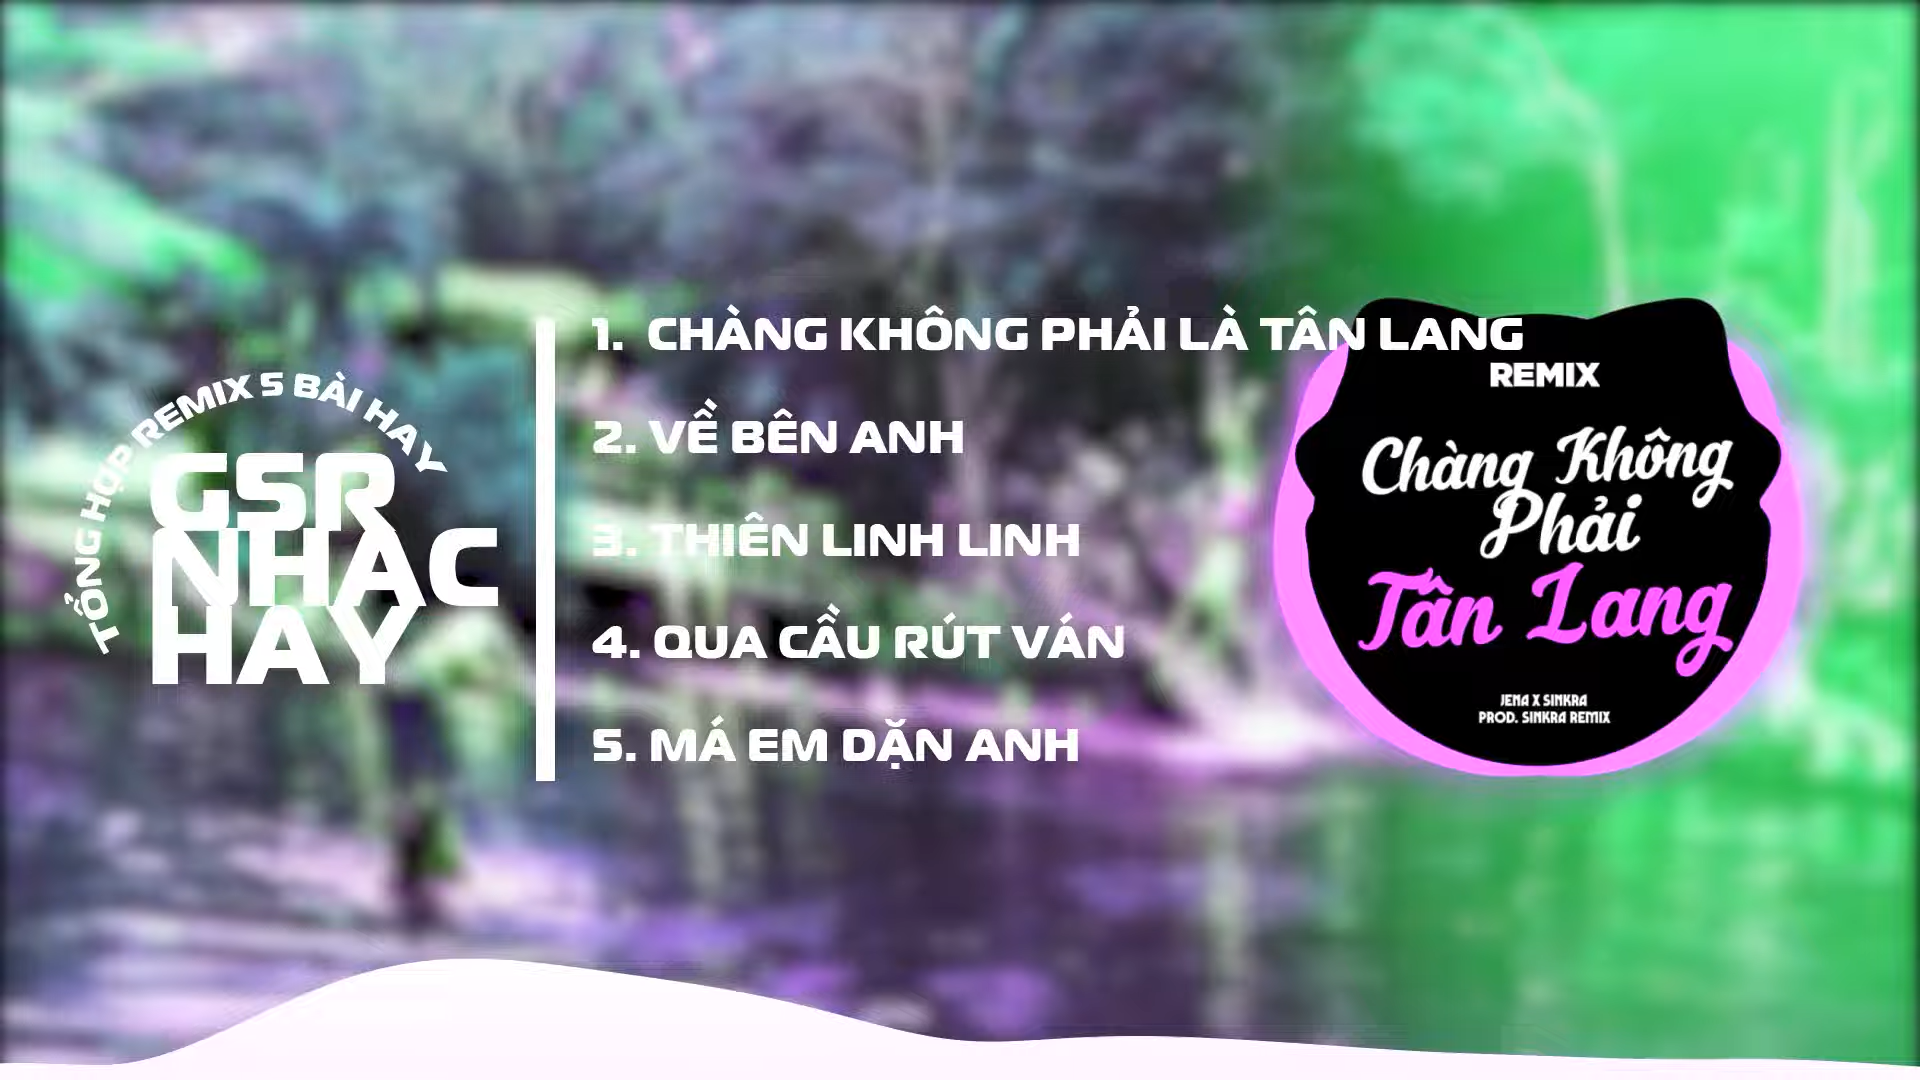 TỔNG HỢP REMIX 5 BÀI HAY
GSR
NHAC
HAY
1. CHÀNG KHÔNG PHẢI LÀ TÂN LANG
2. VỀ BÊN ANH
3. THIÊN LINH LINH
4. QUA CẦU RÚT VÁN
5. MÁ EM DẶN ANH
REMIX
Chàng Không
Phải
Tân Lang
JENA X SINKRA
PROD. SINKRA REMIX